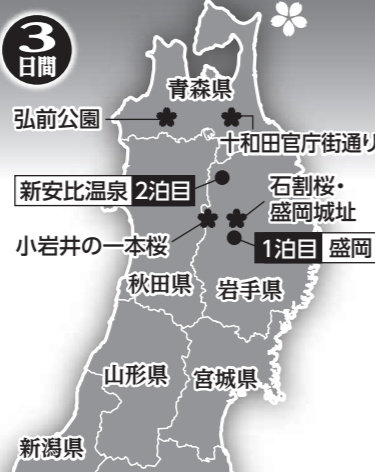 3
日間
青森県
弘前公園
十和田官庁街通り
新安比温泉 2泊目
石割桜・
盛岡城址
小岩井の一本桜
1泊目 盛岡
秋田県
岩手県
山形県
宮城県
新潟県